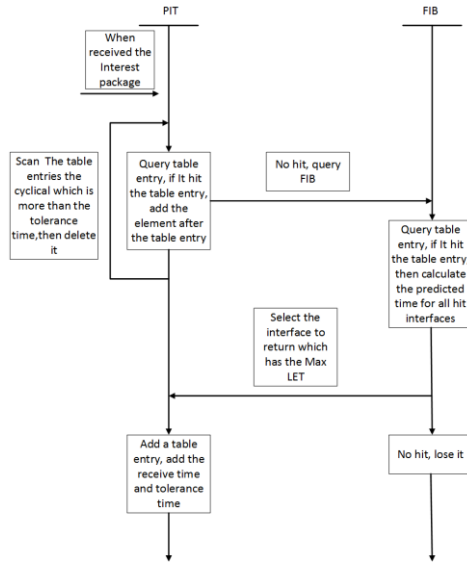 PIT
FIB
When
received the
Interest
package
Scan  The table
entries the
cyclical which is
more than the
tolerance
time,then delete
it
Query table
entry, if It hit
the table entry,
add the
element after
the table entry
No hit, query
FIB
Query table
entry, if It hit
the table entry,
then calculate
the predicted
time for all hit
interfaces
Select the
interface to
return which
has the Max
LET
Add a table
entry, add the
receive time
and tolerance
time
No hit, lose it